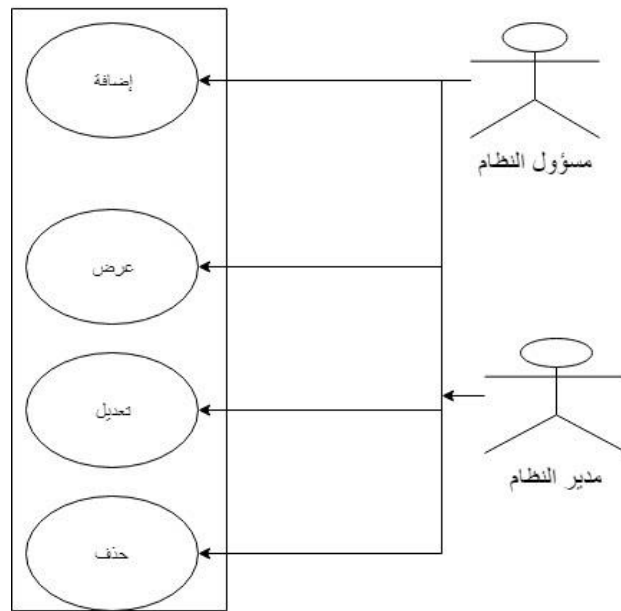 إضافة
مسؤول النظام
عرض
تعديل
مدير النظام
حذف